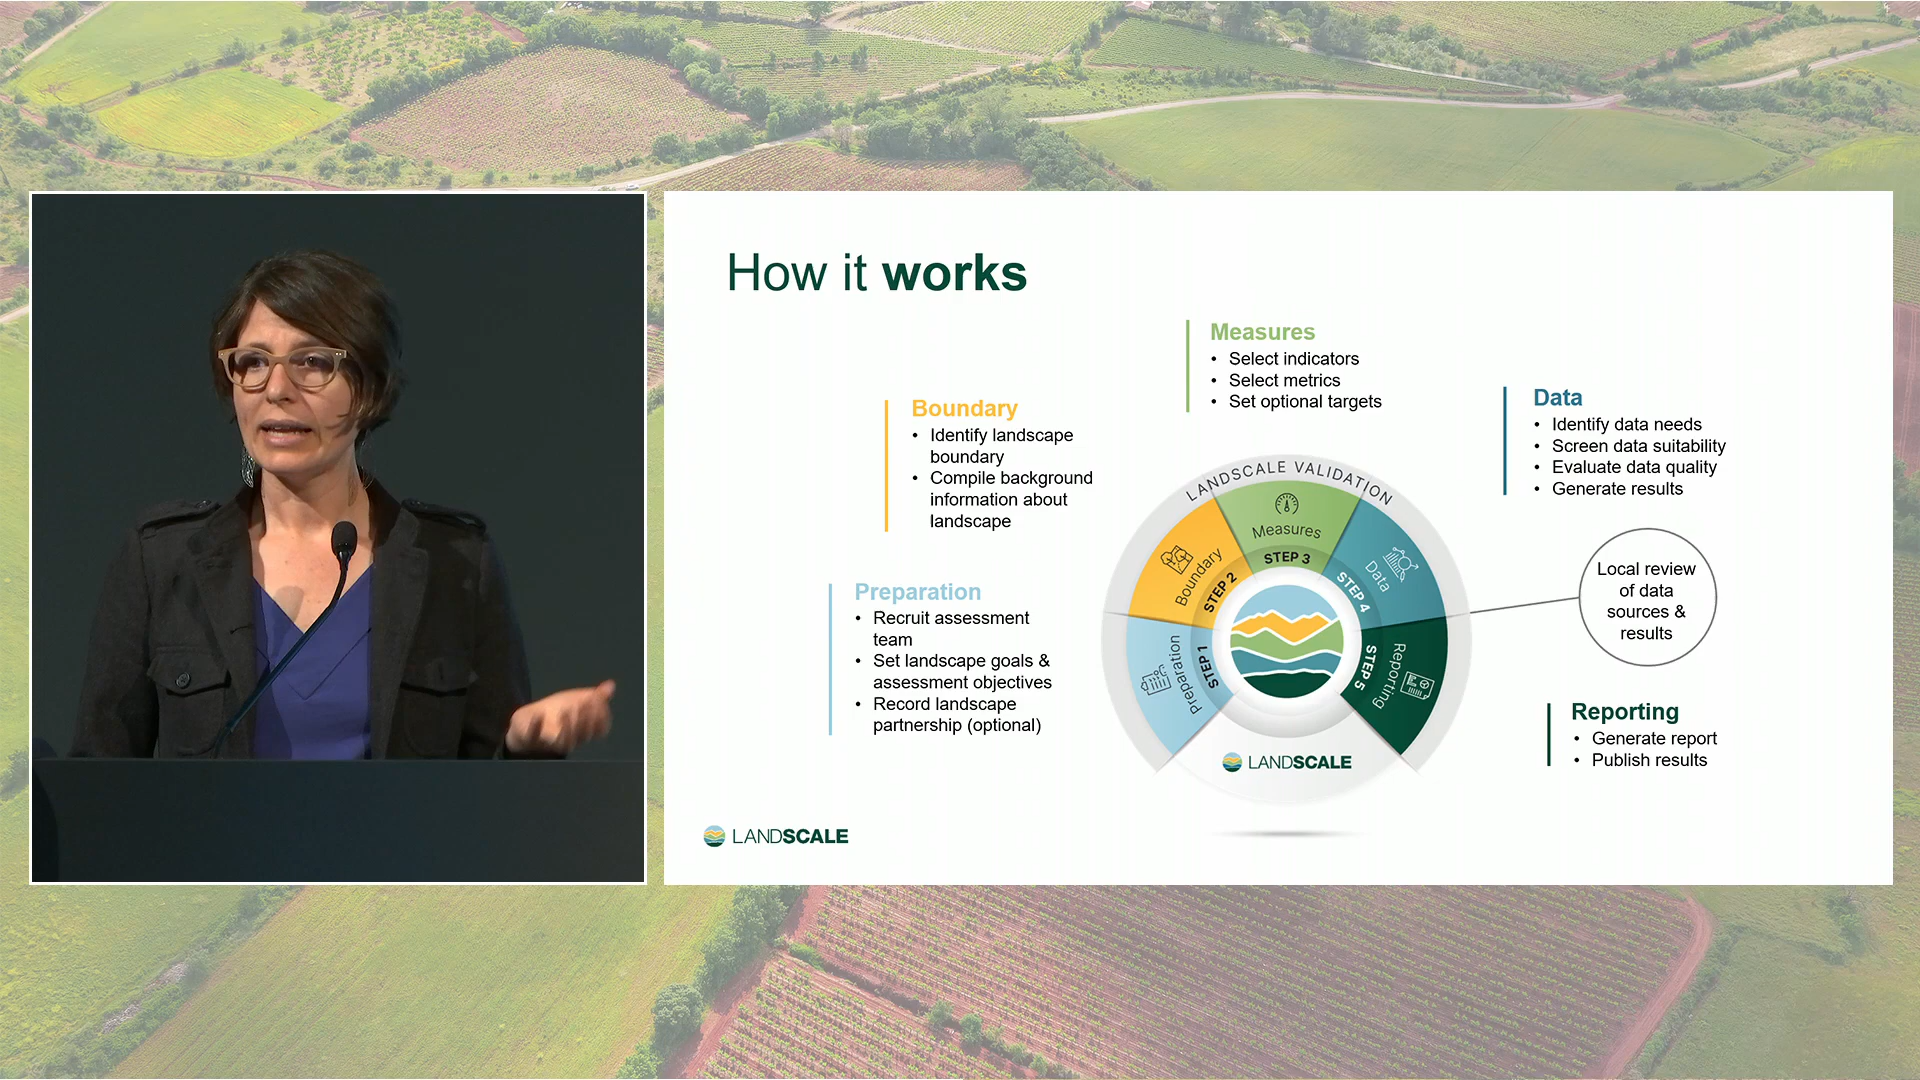 How it works
Measures
• Select indicators
• Select metrics
• Set optional targets
Boundary
• Identify landscape
boundary
• Compile background
information about
landscape
Data
• Identify data needs
• Screen data suitability
• Evaluate data quality
• Generate results
Preparation
• Recruit assessment
team
• Set landscape goals &
assessment objectives
• Record landscape
partnership (optional)
LANDSCALE VALIDATION
Preparation
STEP 1
Boundary
STEP 2
Measures
STEP 3
Data
STEP 4
Reporting
STEP 5
LANDSCALE
Local review
of data
sources &
results
Reporting
• Generate report
• Publish results
LANDSCALE